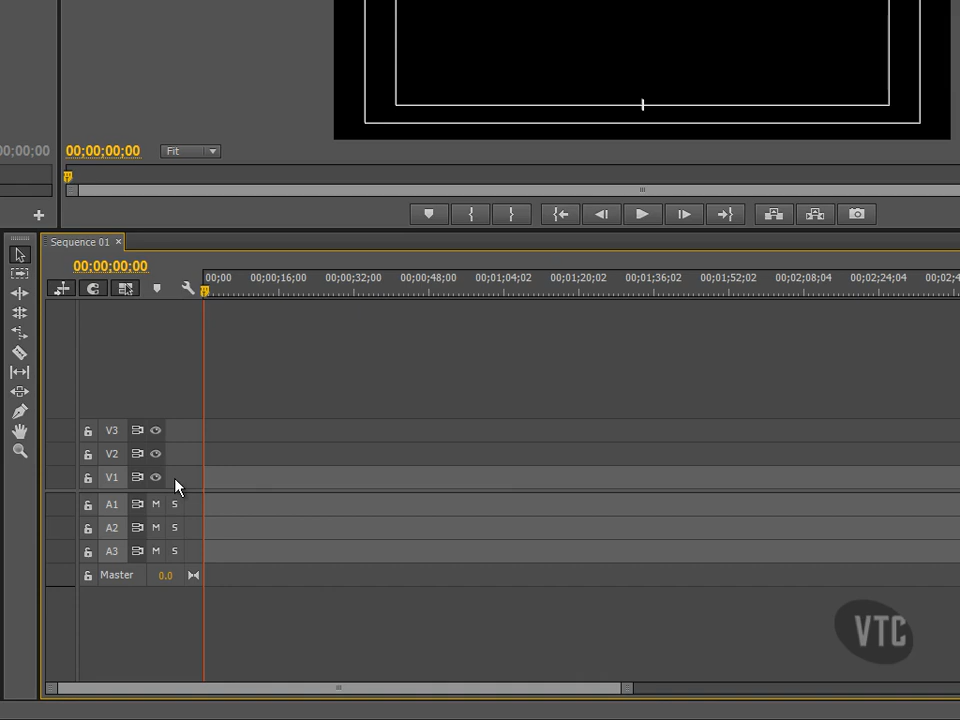 00;00;00
00;00;00;00
Fit
Sequence 01
00;00;00;00
00;00
00;00;16;00
00;00;32;00
00;00;48;00
00;01;04;02
00;01;20;02
00;01;36;02
00;01;52;02
00;02;08;04
00;02;24;04
00;02;4
V3
V2
V1
A1 M S
A2 M S
A3 M S
Master 0.0
VTC